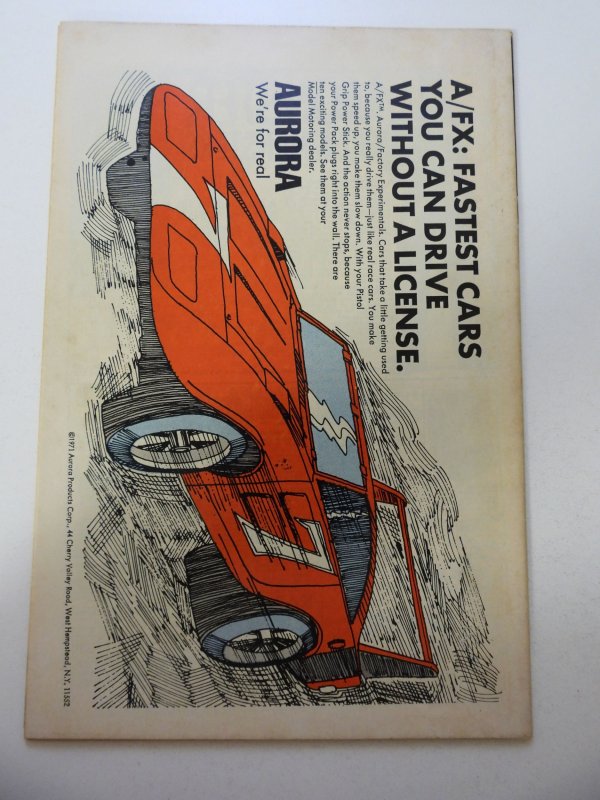 A/FX: FASTEST CARS
YOU CAN DRIVE
WITHOUT A LICENSE.
A/FX™ Aurora/Factory Experimentals. Cars that take a little getting used
to, because you really drive them—just like real race cars. You make
them speed up, you make them slow down. With your Pistol
Grip Power Stick. And the action never stops, because
your Power Pack plugs right into the wall. There are
ten exciting models. See them at your
Model Motoring dealer.
AURORA
We're for real
7
©1971 Aurora Products Corp., 44 Cherry Valley Road, West Hempstead, N.Y. 11552